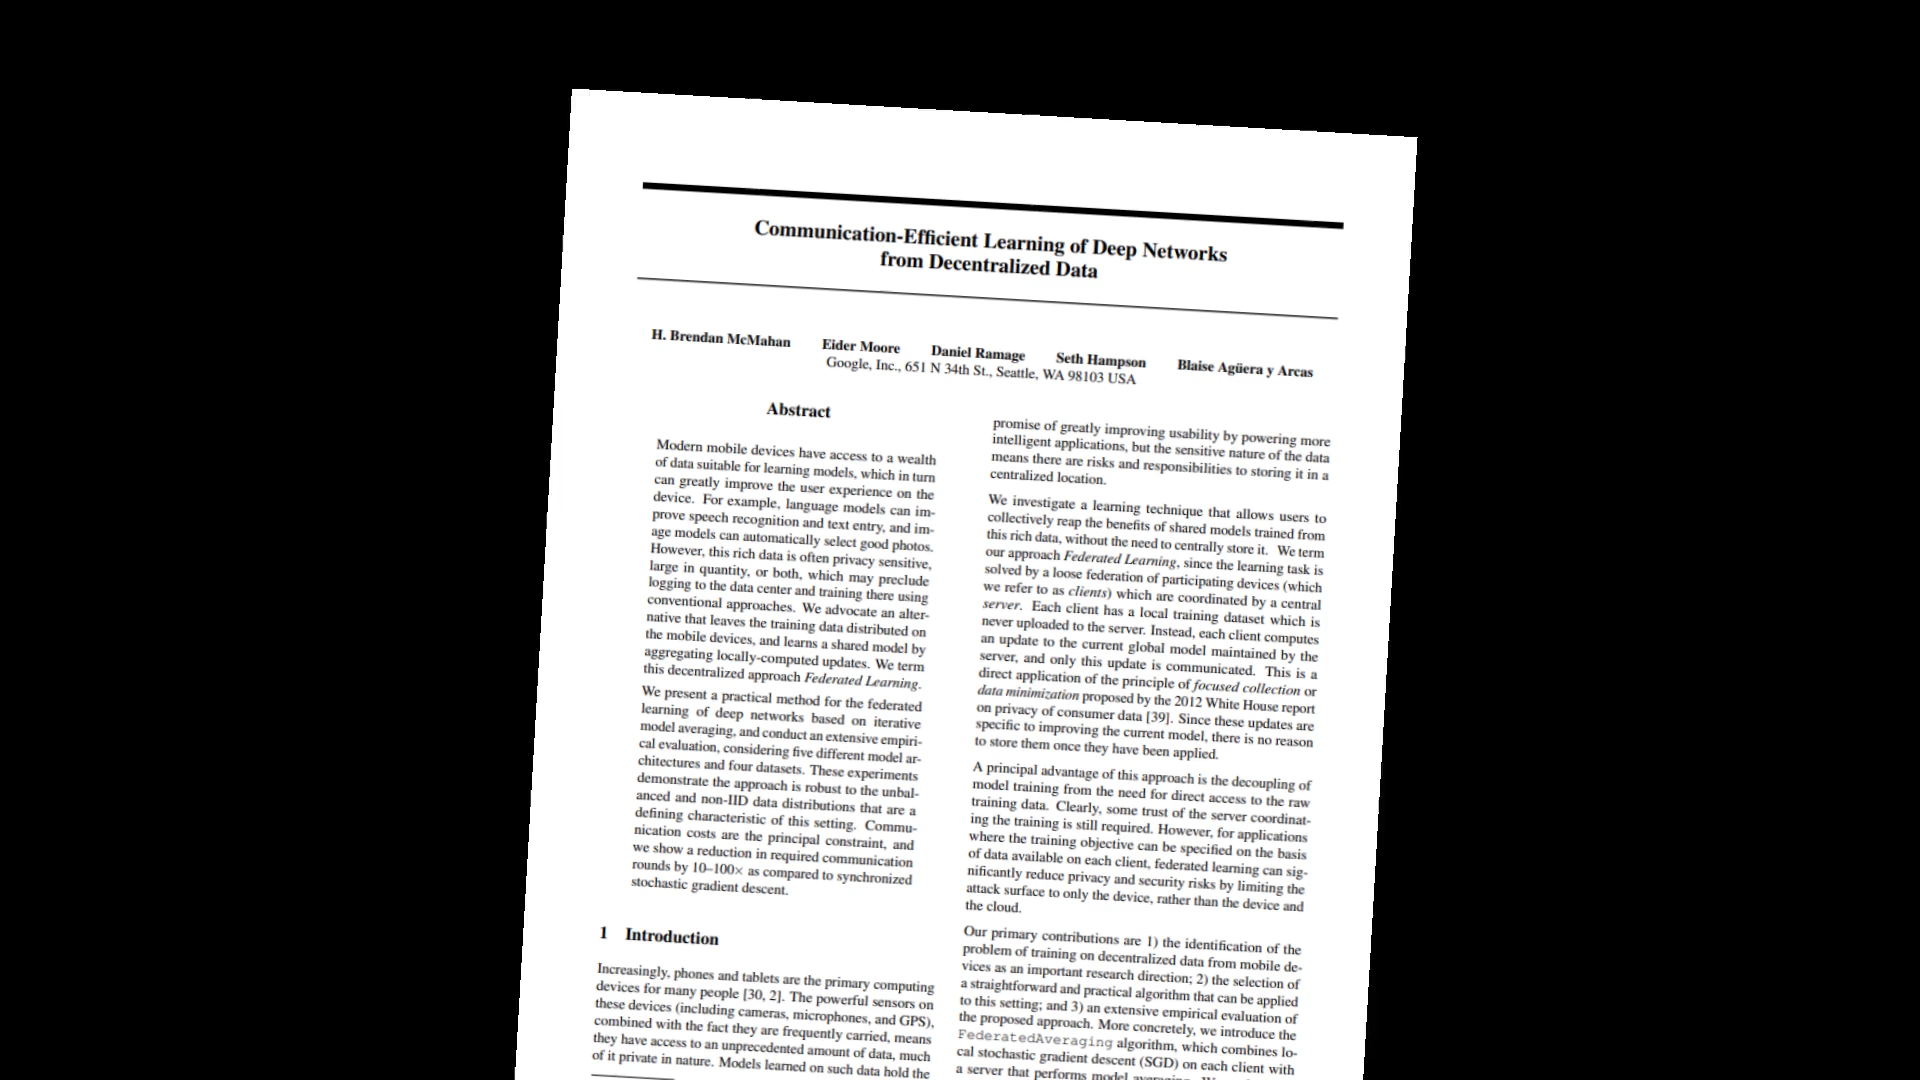 Communication-Efficient Learning of Deep Networks
from Decentralized Data
H. Brendan McMahan Eider Moore Daniel Ramage Seth Hampson Blaise Agüera y Arcas
Google, Inc., 651 N 34th St., Seattle, WA 98103 USA
Abstract
Modern mobile devices have access to a wealth
of data suitable for learning models, which in turn
can greatly improve the user experience on the
device. For example, language models can im-
prove speech recognition and text entry, and im-
age models can automatically select good photos.
However, this rich data is often privacy sensitive,
large in quantity, or both, which may preclude
logging to the data center and training there using
conventional approaches. We advocate an alter-
native that leaves the training data distributed on
the mobile devices, and learns a shared model by
aggregating locally-computed updates. We term
this decentralized approach Federated Learning.
We present a practical method for the federated
learning of deep networks based on iterative
model averaging, and conduct an extensive empiri-
cal evaluation, considering five different model ar-
chitectures and four datasets. These experiments
demonstrate the approach is robust to the unbal-
anced and non-IID data distributions that are a
defining characteristic of this setting. Commu-
nication costs are the principal constraint, and
we show a reduction in required communication
rounds by 10–100× as compared to synchronized
stochastic gradient descent.
1 Introduction
Increasingly, phones and tablets are the primary computing
devices for many people [30, 2]. The powerful sensors on
these devices (including cameras, microphones, and GPS),
combined with the fact they are frequently carried, means
they have access to an unprecedented amount of data, much
of it private in nature. Models learned on such data hold the
promise of greatly improving usability by powering more
intelligent applications, but the sensitive nature of the data
means there are risks and responsibilities to storing it in a
centralized location.
We investigate a learning technique that allows users to
collectively reap the benefits of shared models trained from
this rich data, without the need to centrally store it. We term
our approach Federated Learning, since the learning task is
solved by a loose federation of participating devices (which
we refer to as clients) which are coordinated by a central
server. Each client has a local training dataset which is
never uploaded to the server. Instead, each client computes
an update to the current global model maintained by the
server, and only this update is communicated. This is a
direct application of the principle of focused collection or
data minimization proposed by the 2012 White House report
on privacy of consumer data [39]. Since these updates are
specific to improving the current model, there is no reason
to store them once they have been applied.
A principal advantage of this approach is the decoupling of
model training from the need for direct access to the raw
training data. Clearly, some trust of the server coordinat-
ing the training is still required. However, for applications
where the training objective can be specified on the basis
of data available on each client, federated learning can sig-
nificantly reduce privacy and security risks by limiting the
attack surface to only the device, rather than the device and
the cloud.
Our primary contributions are 1) the identification of the
problem of training on decentralized data from mobile de-
vices as an important research direction; 2) the selection of
a straightforward and practical algorithm that can be applied
to this setting; and 3) an extensive empirical evaluation of
the proposed approach. More concretely, we introduce the
FederatedAveraging algorithm, which combines lo-
cal stochastic gradient descent (SGD) on each client with
a server that performs model